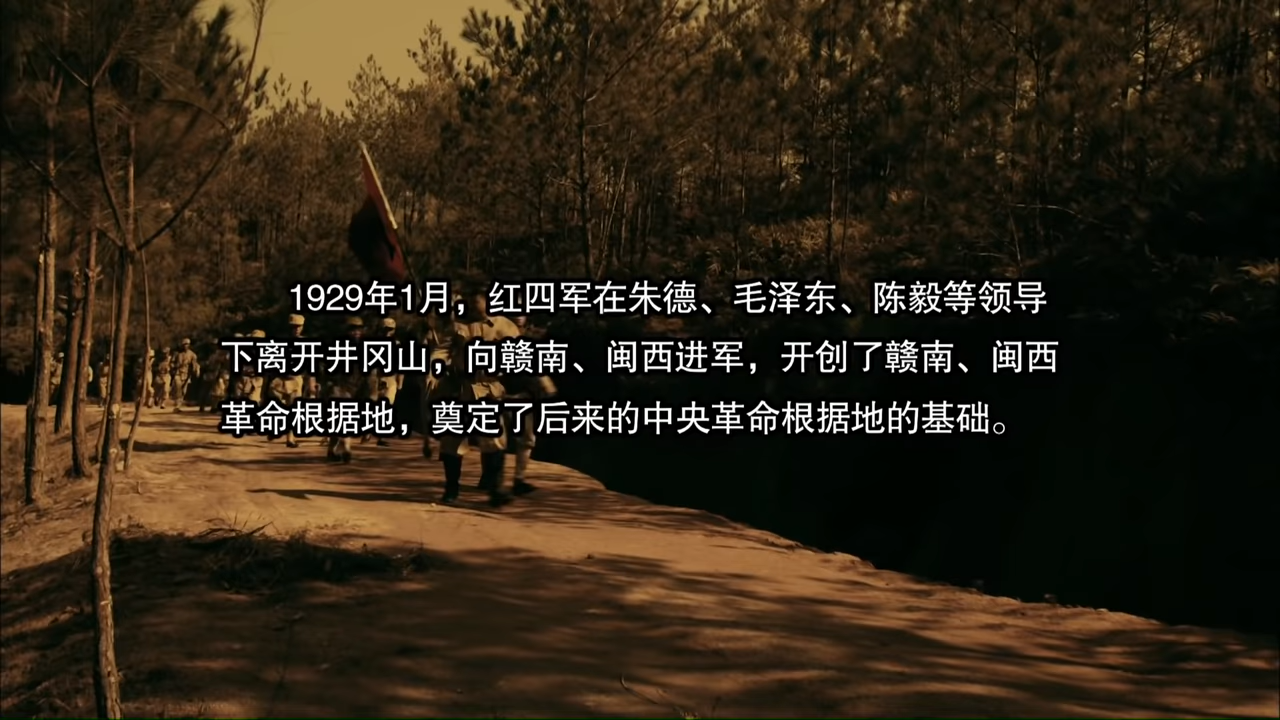 1929年1月，红四军在朱德、毛泽东、陈毅等领导
下离开井冈山，向赣南、闽西进军，开创了赣南、闽西
革命根据地，奠定了后来的中央革命根据地的基础。